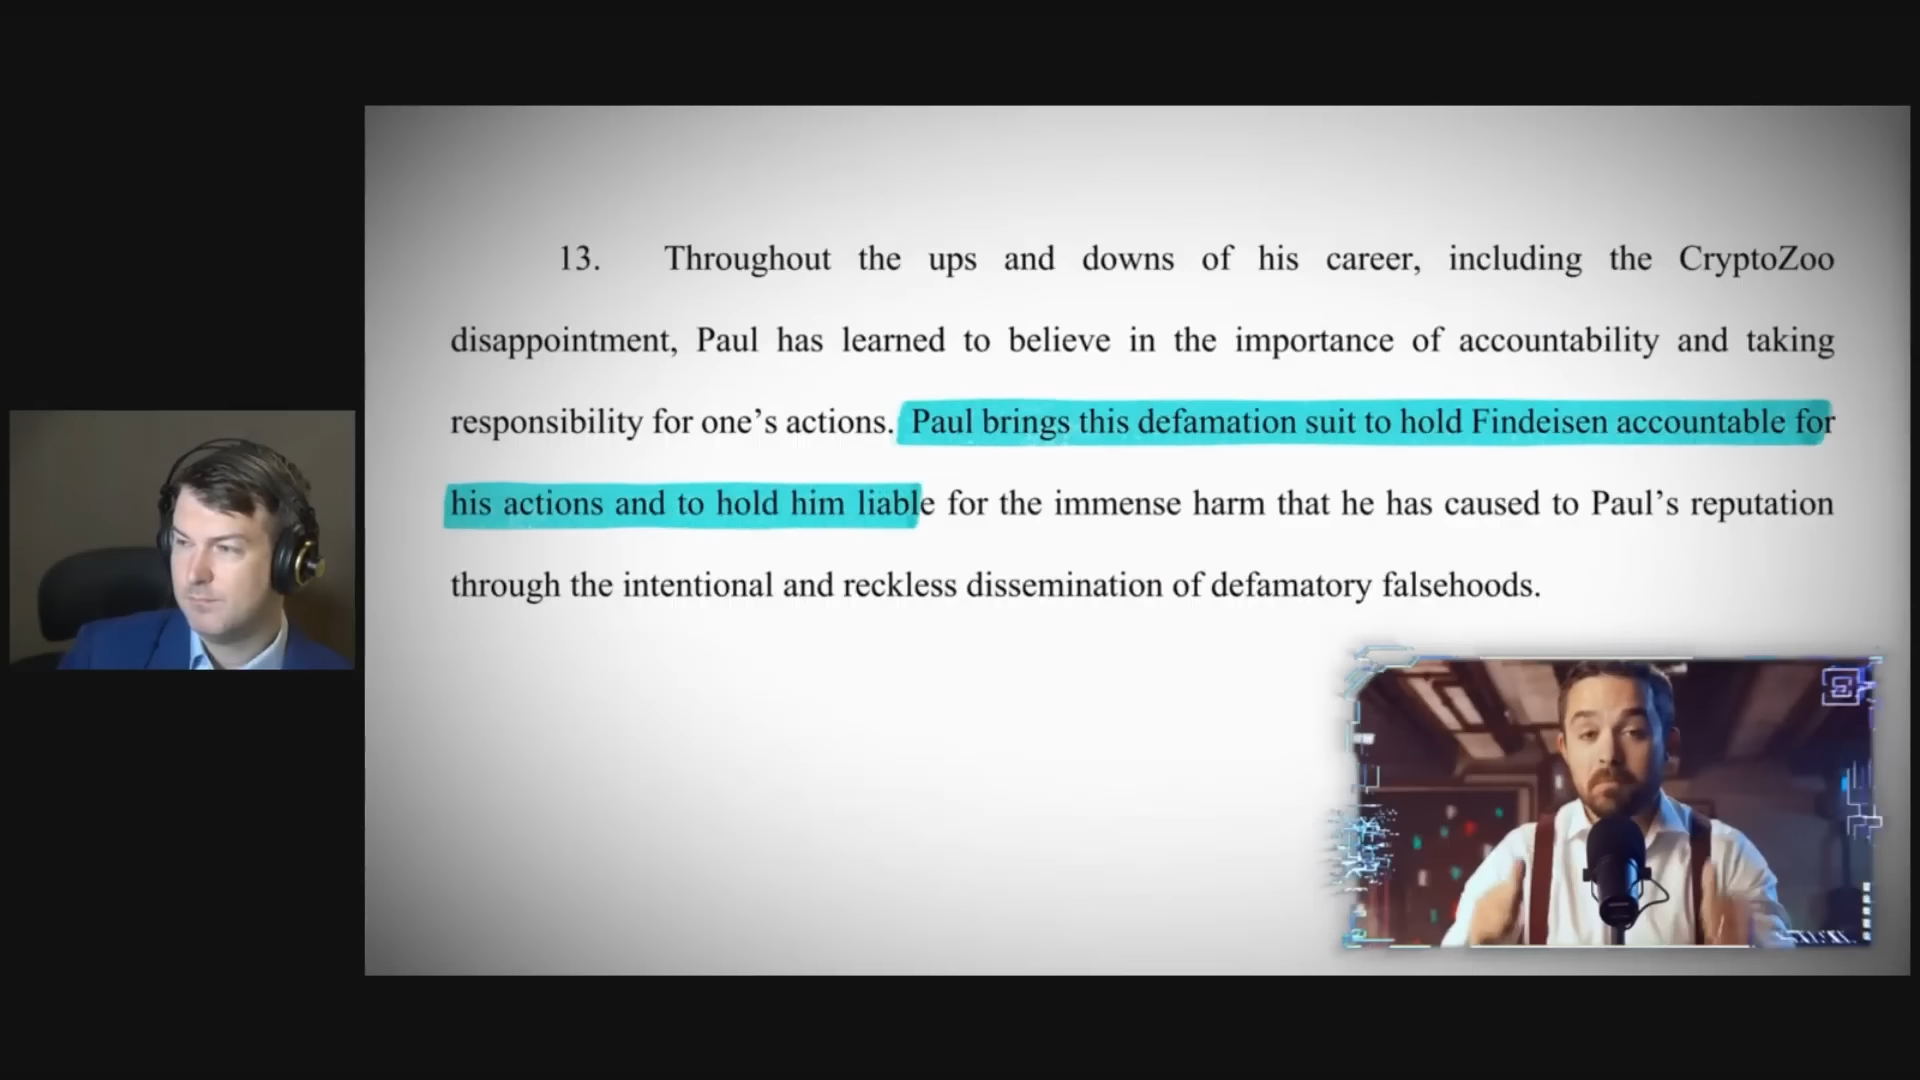 13. Throughout the ups and downs of his career, including the CryptoZoo
disappointment, Paul has learned to believe in the importance of accountability and taking
responsibility for one’s actions. Paul brings this defamation suit to hold Findeisen accountable for
his actions and to hold him liable for the immense harm that he has caused to Paul’s reputation
through the intentional and reckless dissemination of defamatory falsehoods.